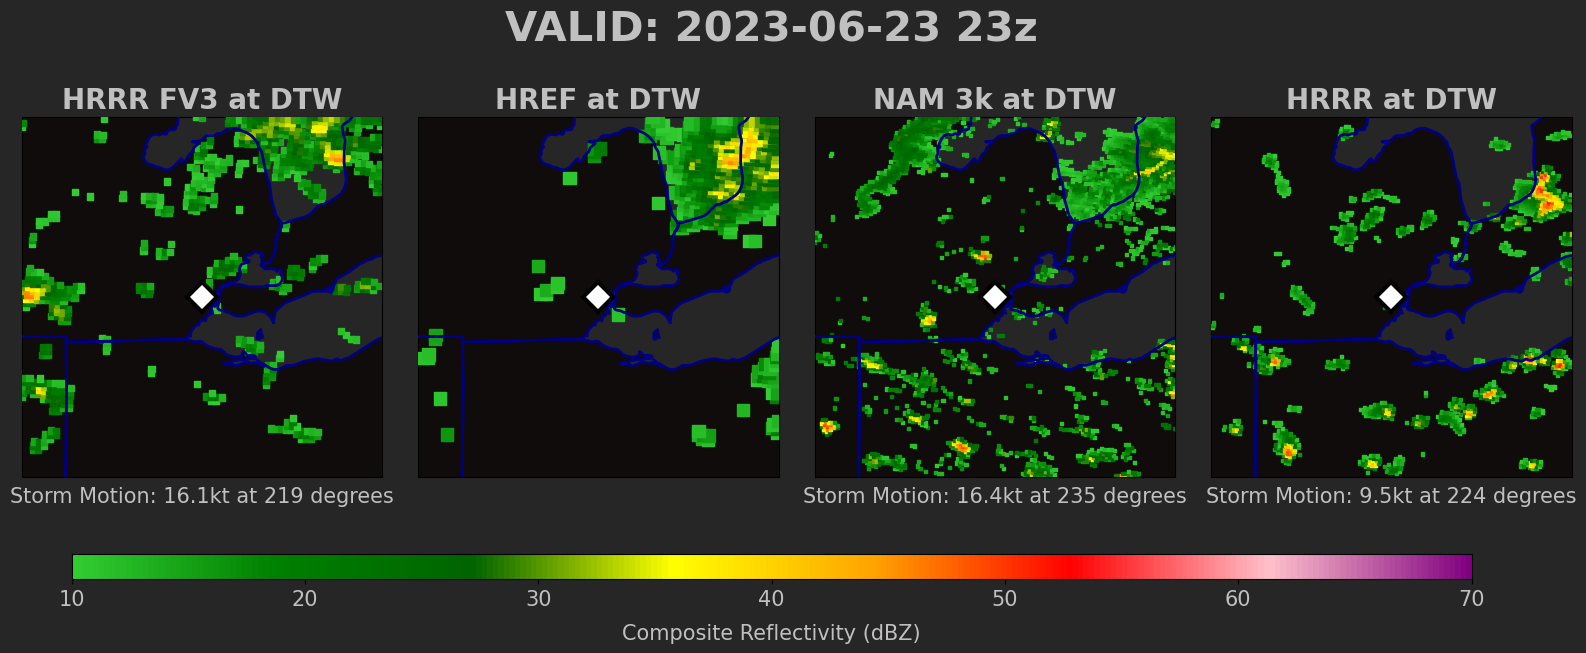 VALID: 2023-06-23 23z
HRRR FV3 at DTW
HREF at DTW
NAM 3k at DTW
HRRR at DTW
Storm Motion: 16.1kt at 219 degrees
Storm Motion: 16.4kt at 235 degrees
Storm Motion: 9.5kt at 224 degrees
10 20 30 40 50 60 70
Composite Reflectivity (dBZ)